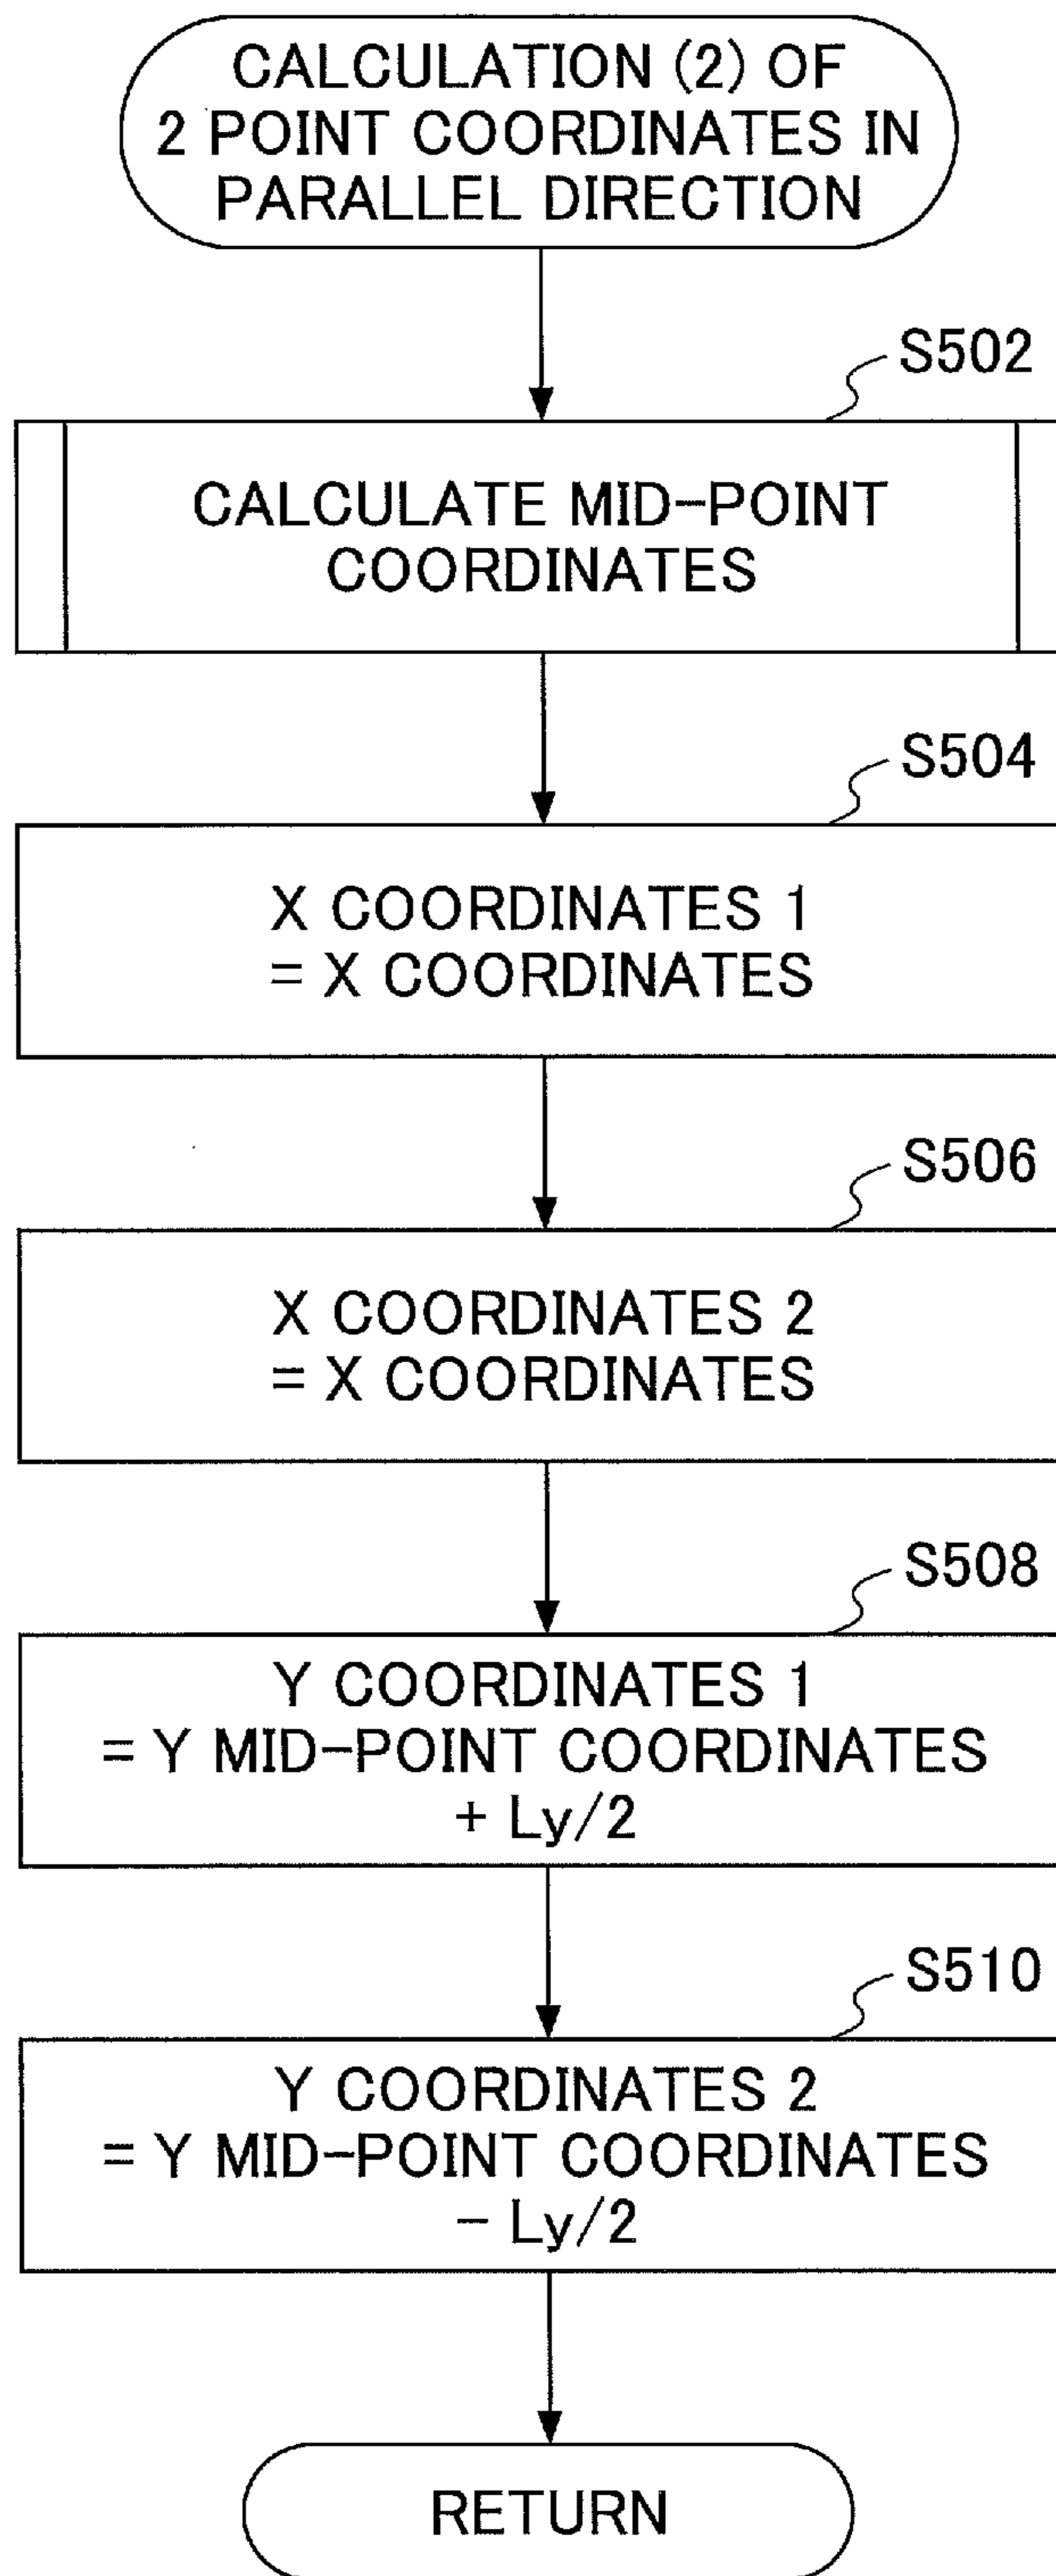 CALCULATION (2) OF
2 POINT COORDINATES IN
PARALLEL DIRECTION
S502
CALCULATE MID-POINT
COORDINATES
S504
X COORDINATES 1
= X COORDINATES
S506
X COORDINATES 2
= X COORDINATES
S508
Y COORDINATES 1
= Y MID-POINT COORDINATES
+ Ly/2
S510
Y COORDINATES 2
= Y MID-POINT COORDINATES
- Ly/2
RETURN